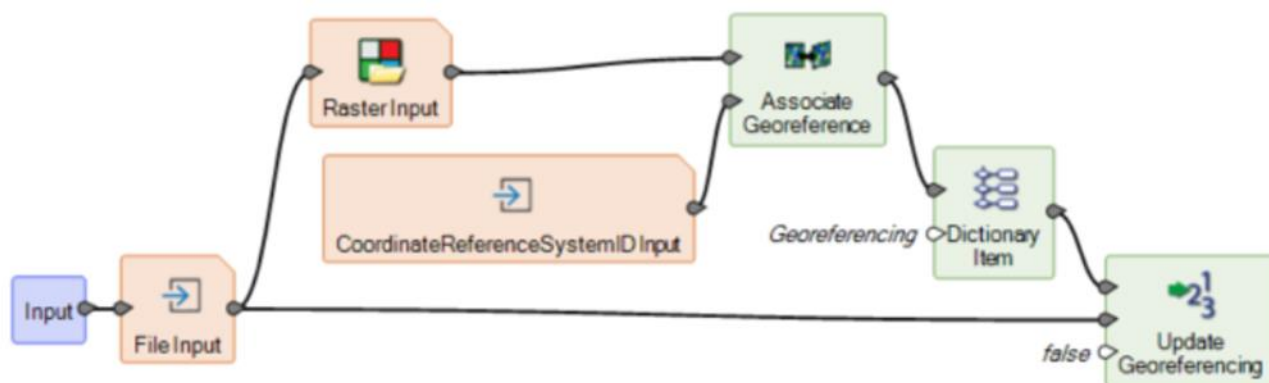 Raster Input
Associate
Georeference
CoordinateReferenceSystemID Input
Georeferencing
Dictionary
Item
Input
File Input
false
Update
Georeferencing